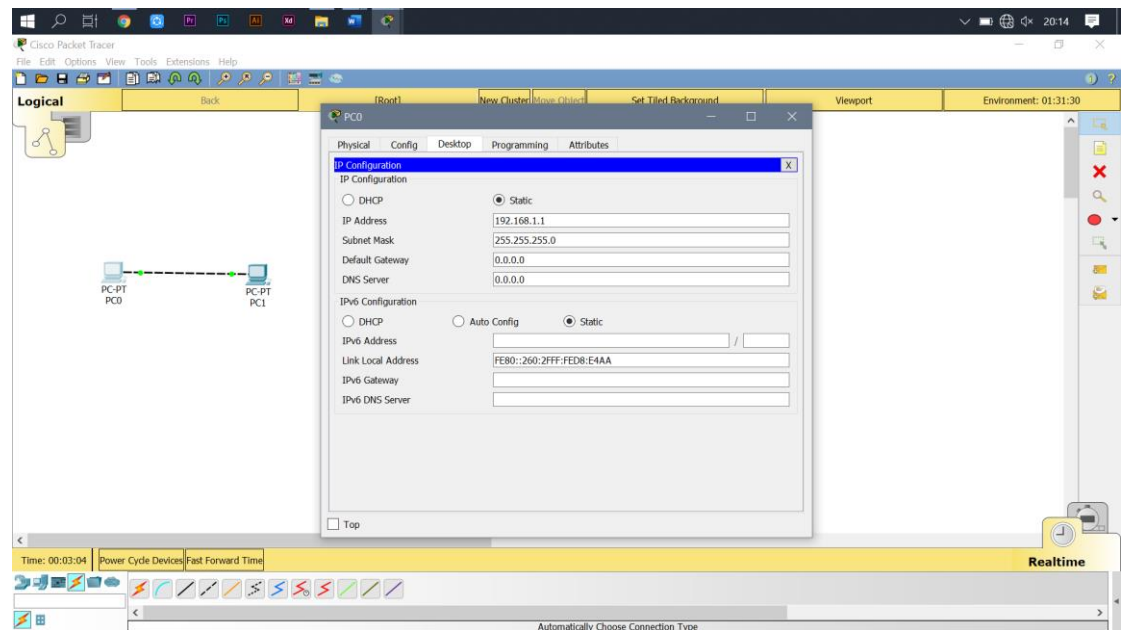 Pr
Ps
Ai
Xd
20:14
Cisco Packet Tracer
File Edit Options View Tools Extensions Help
Logical
Back
[Root]
New Cluster
Move Object
Set Tiled Background
Viewport
Environment: 01:31:30
PC0
Physical Config Desktop Programming Attributes
IP Configuration
X
IP Configuration
DHCP Static
IP Address 192.168.1.1
Subnet Mask 255.255.255.0
Default Gateway 0.0.0.0
DNS Server 0.0.0.0
IPv6 Configuration
DHCP Auto Config Static
IPv6 Address /
Link Local Address FE80::260:2FFF:FED8:E4AA
IPv6 Gateway
IPv6 DNS Server
Top
PC-PT
PC0
PC-PT
PC1
Time: 00:03:04 Power Cycle Devices Fast Forward Time
Realtime
Automatically Choose Connection Type